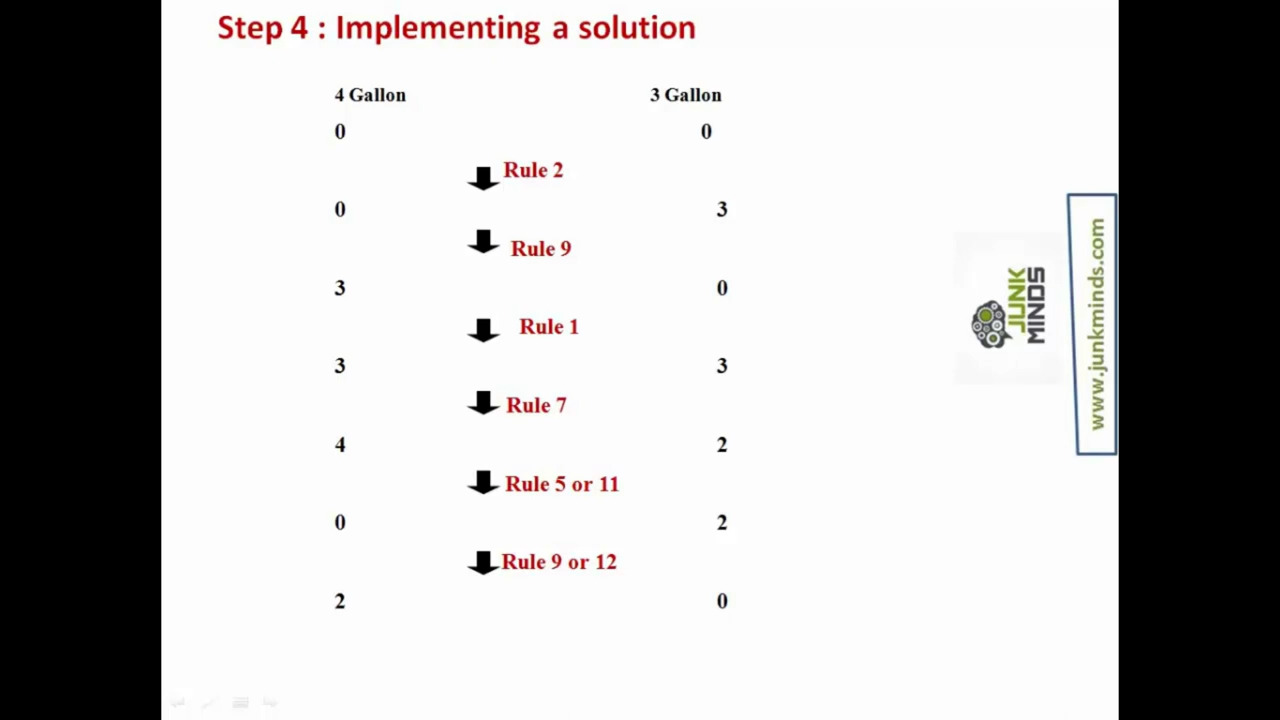 Step 4 : Implementing a solution
4 Gallon 3 Gallon
0 0
Rule 2
0 3
Rule 9
3 0
Rule 1
3 3
Rule 7
4 2
Rule 5 or 11
0 2
Rule 9 or 12
2 0
JUNK
MINDS
www.junkminds.com